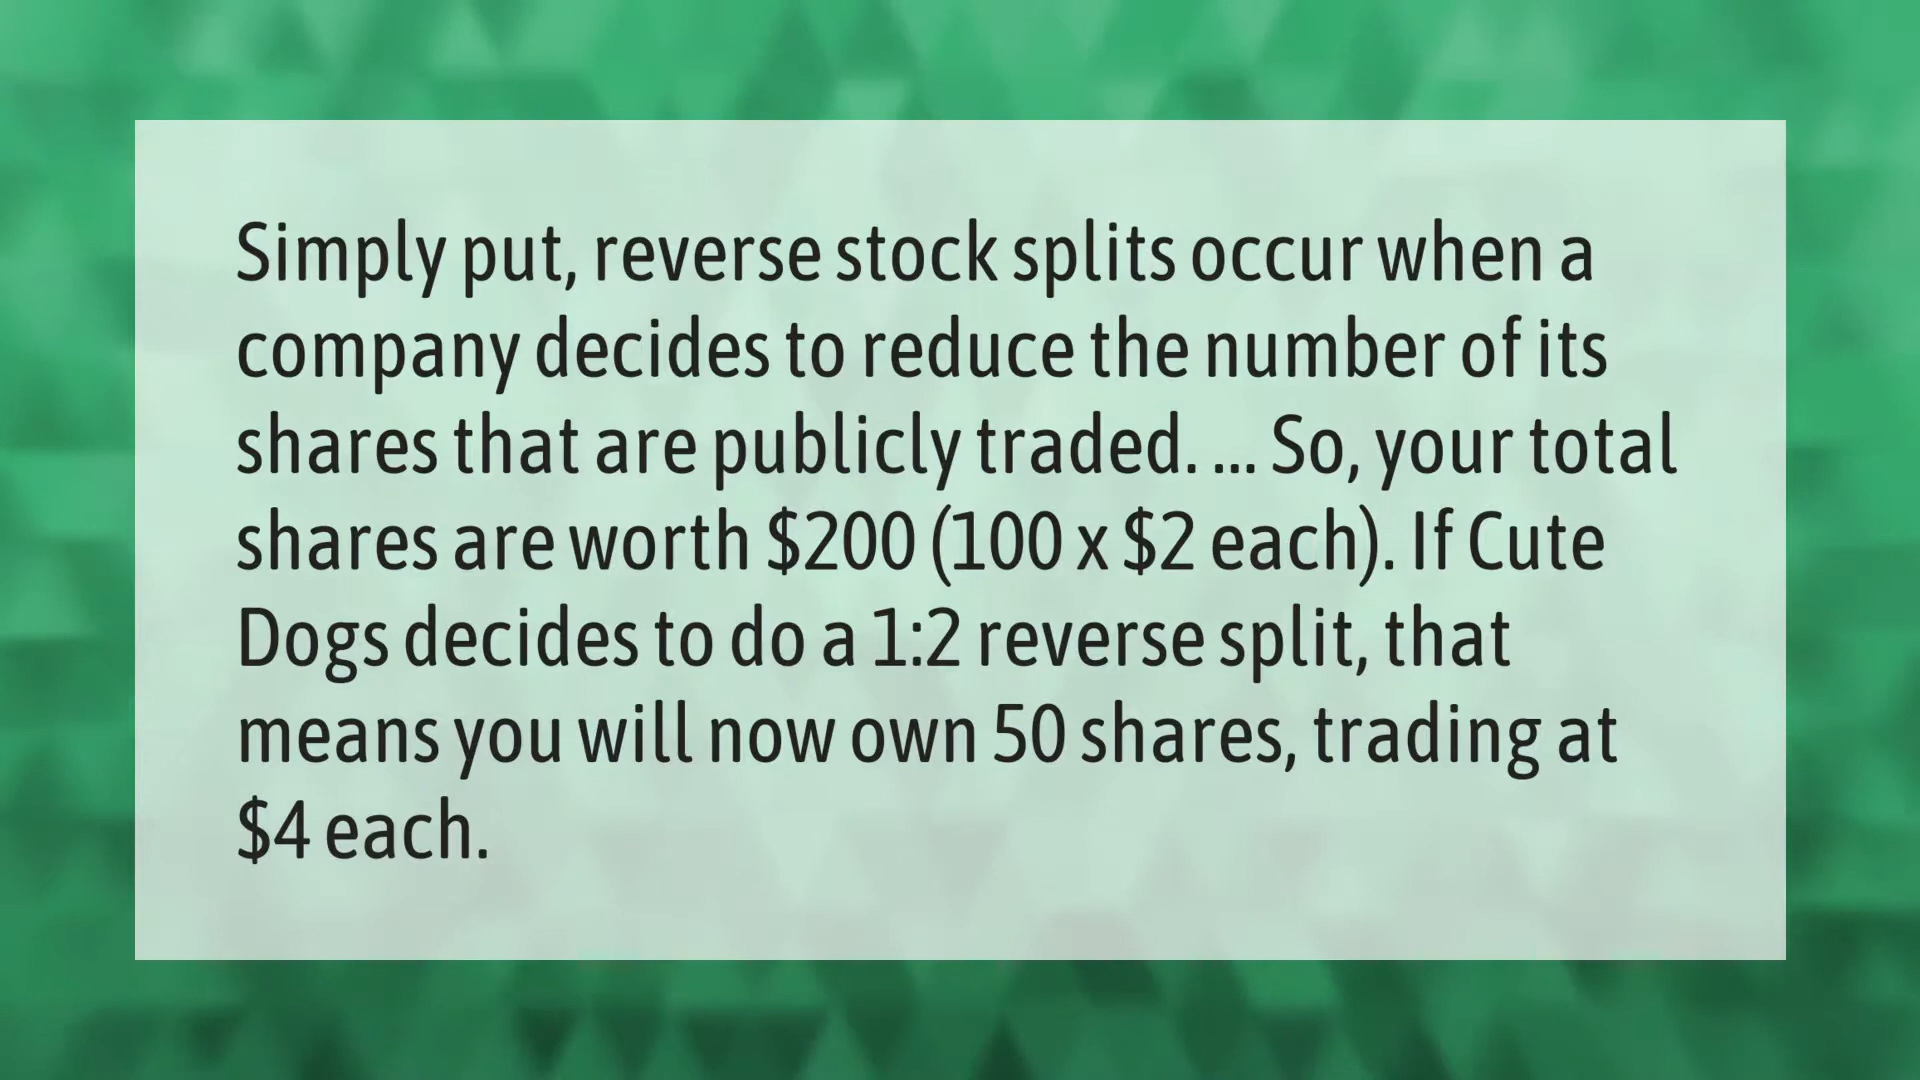 Simply put, reverse stock splits occur when a
company decides to reduce the number of its
shares that are publicly traded. ... So, your total
shares are worth $200 (100 x $2 each). If Cute
Dogs decides to do a 1:2 reverse split, that
means you will now own 50 shares, trading at
$4 each.